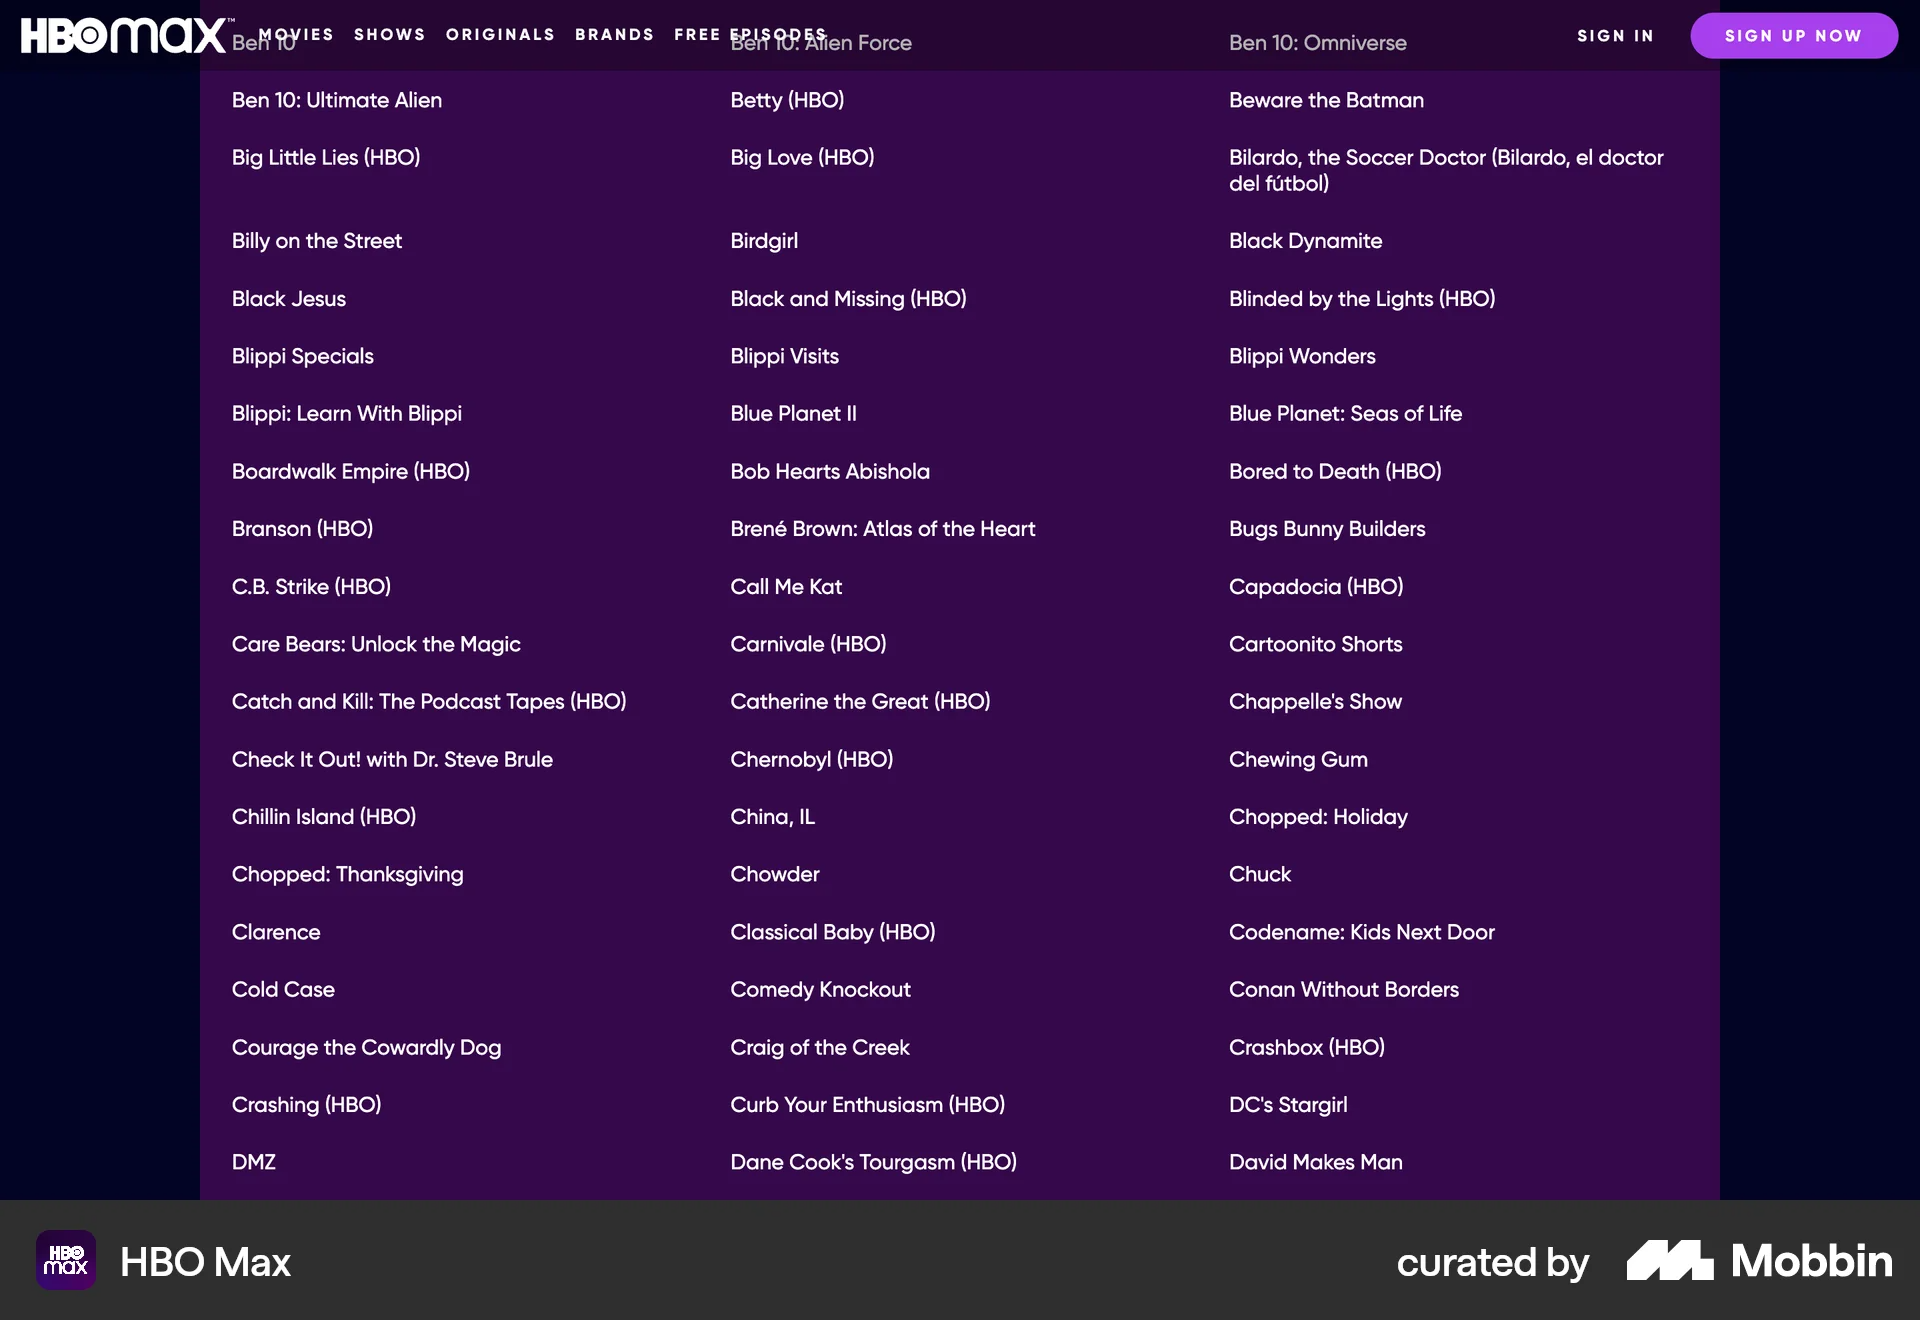 HBOMAX™ MOVIES SHOWS ORIGINALS BRANDS FREE EPISODES SIGN IN SIGN UP NOW
Ben 10 Ben 10: Alien Force Ben 10: Omniverse
Ben 10: Ultimate Alien Betty (HBO) Beware the Batman
Big Little Lies (HBO) Big Love (HBO) Bilardo, the Soccer Doctor (Bilardo, el doctor
del fútbol)
Billy on the Street Birdgirl Black Dynamite
Black Jesus Black and Missing (HBO) Blinded by the Lights (HBO)
Blippi Specials Blippi Visits Blippi Wonders
Blippi: Learn With Blippi Blue Planet II Blue Planet: Seas of Life
Boardwalk Empire (HBO) Bob Hearts Abishola Bored to Death (HBO)
Branson (HBO) Brené Brown: Atlas of the Heart Bugs Bunny Builders
C.B. Strike (HBO) Call Me Kat Capadocia (HBO)
Care Bears: Unlock the Magic Carnivale (HBO) Cartoonito Shorts
Catch and Kill: The Podcast Tapes (HBO) Catherine the Great (HBO) Chappelle's Show
Check It Out! with Dr. Steve Brule Chernobyl (HBO) Chewing Gum
Chillin Island (HBO) China, IL Chopped: Holiday
Chopped: Thanksgiving Chowder Chuck
Clarence Classical Baby (HBO) Codename: Kids Next Door
Cold Case Comedy Knockout Conan Without Borders
Courage the Cowardly Dog Craig of the Creek Crashbox (HBO)
Crashing (HBO) Curb Your Enthusiasm (HBO) DC's Stargirl
DMZ Dane Cook's Tourgasm (HBO) David Makes Man
HBO max HBO Max curated by Mobbin